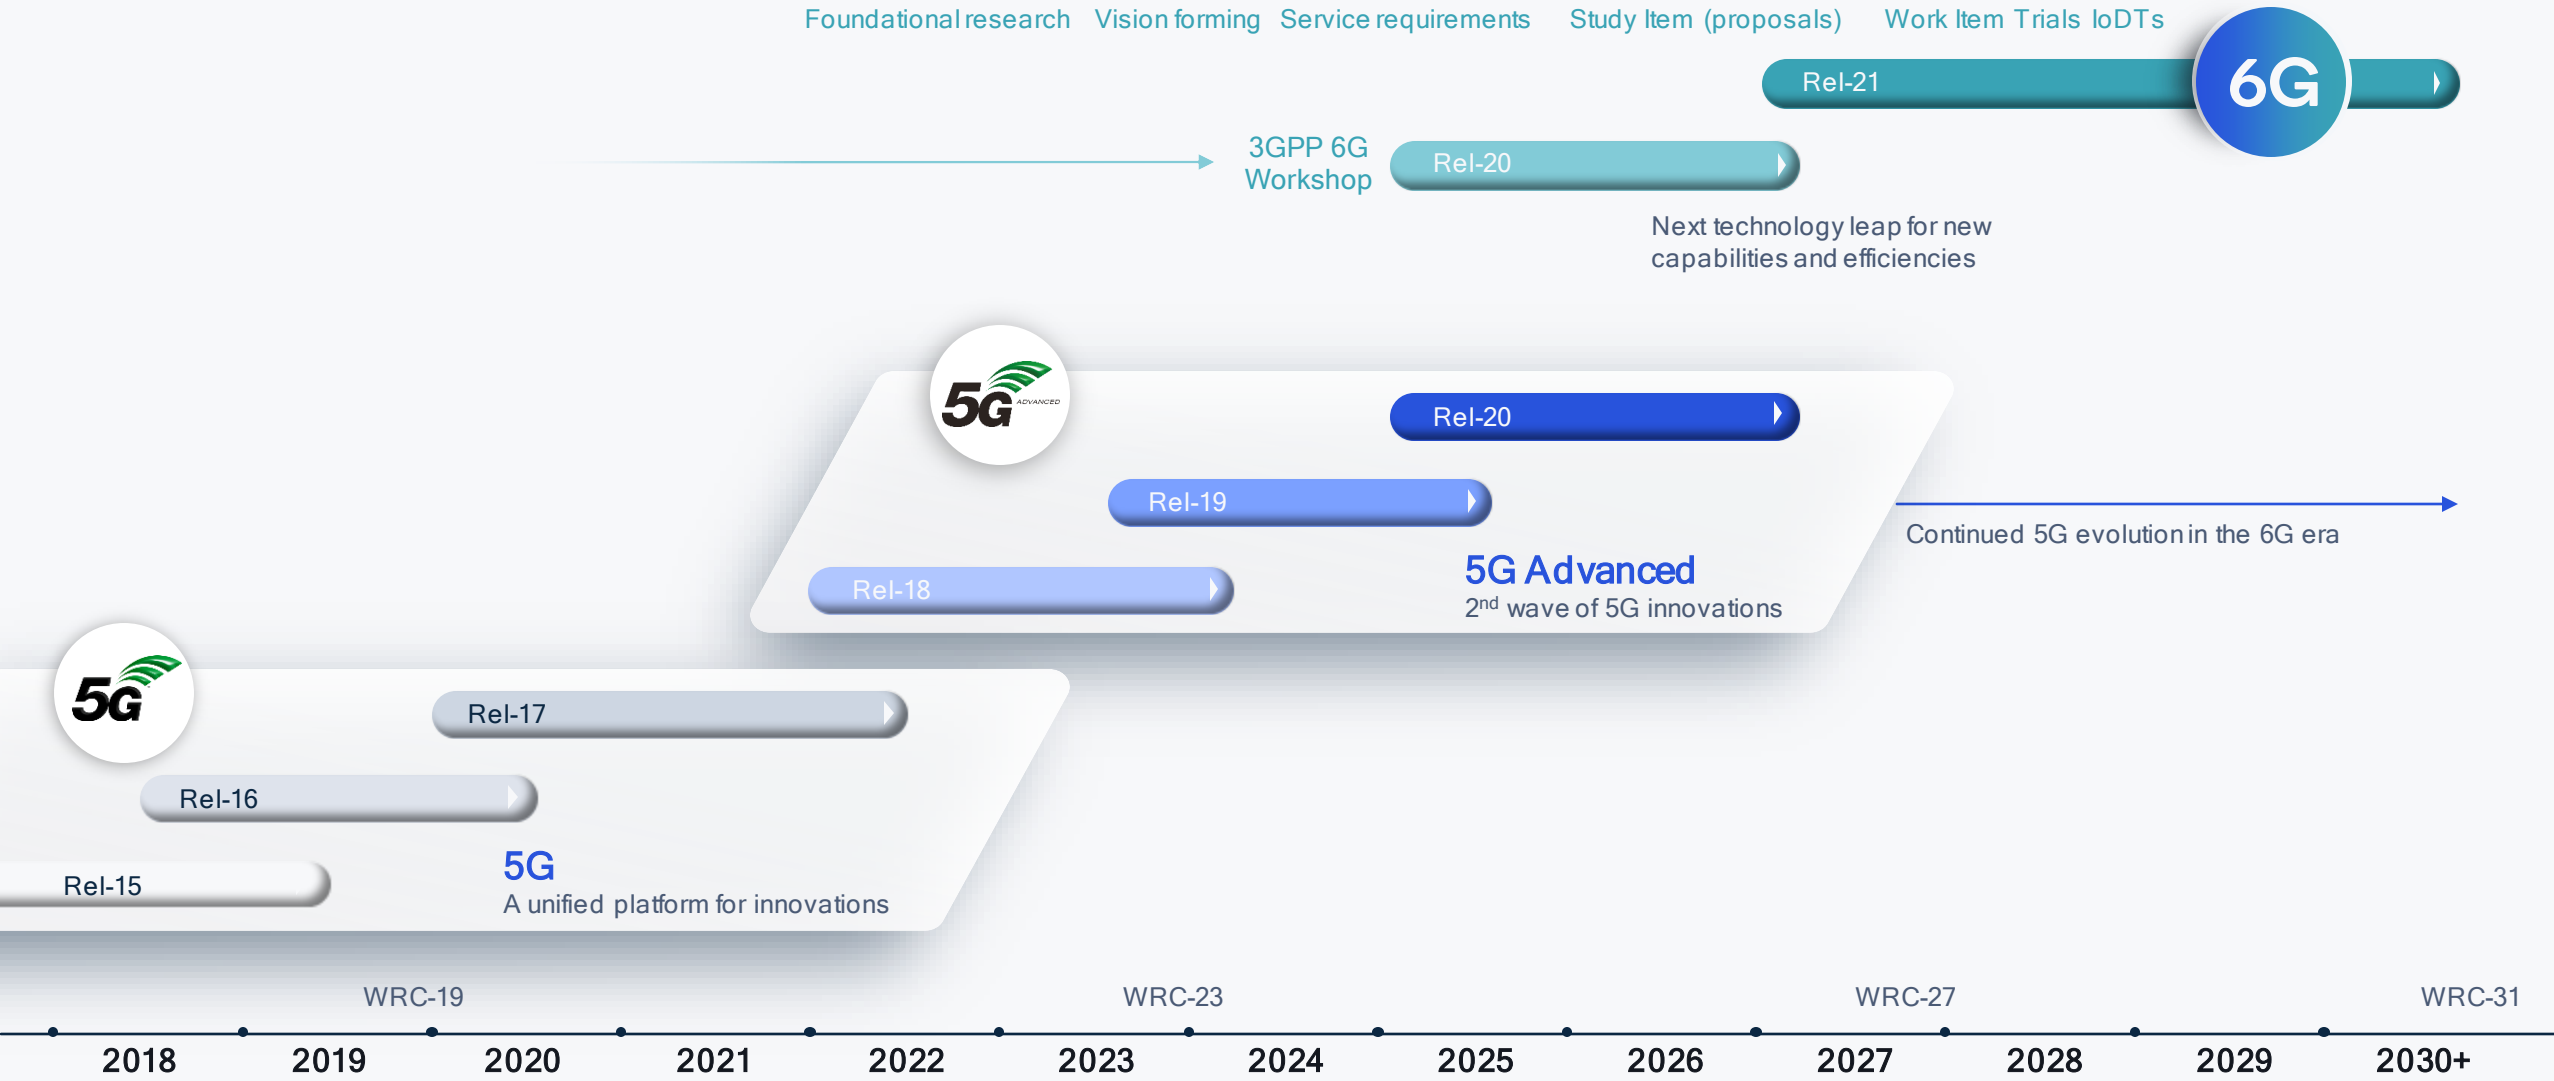 Foundational research Vision forming Service requirements Study Item (proposals) Work Item Trials IoDTs
Rel-21
6G
3GPP 6G
Workshop
Rel-20
Next technology leap for new
capabilities and efficiencies
5G ADVANCED
Rel-20
Rel-19
Continued 5G evolution in the 6G era
5G Advanced
Rel-18
2nd wave of 5G innovations
5G
Rel-17
Rel-16
5G
Rel-15
A unified platform for innovations
WRC-19 WRC-23 WRC-27 WRC-31
2018 2019 2020 2021 2022 2023 2024 2025 2026 2027 2028 2029 2030+